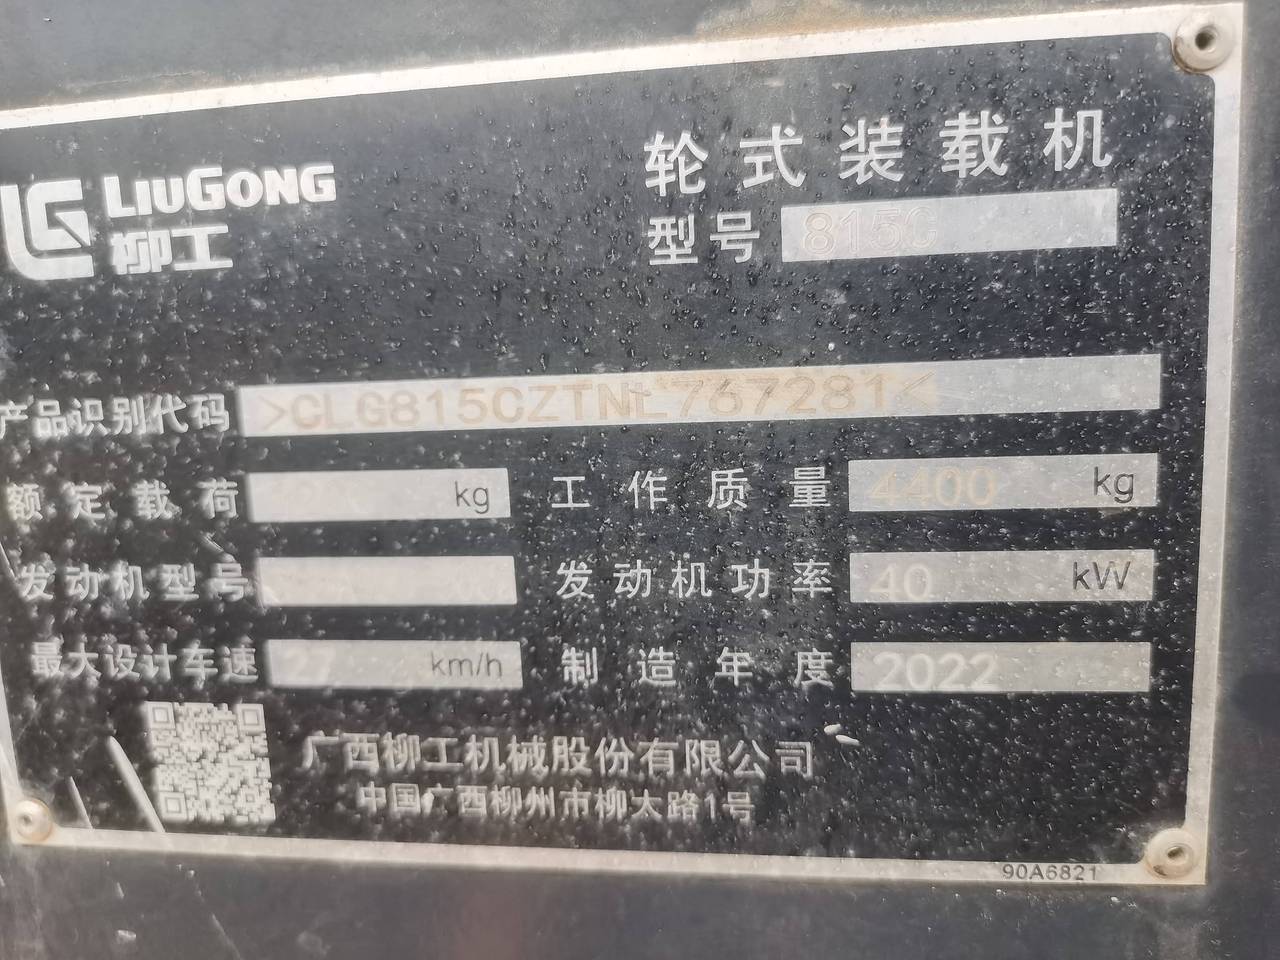 LIUGONG
柳工
轮式装载机
型号 815C
产品识别代码 >CLG815CZTNL767281<
额定载荷 kg 工作质量 4400 kg
发动机型号 发动机功率 40 kW
最大设计车速 27 km/h 制造年度 2022
广西柳工机械股份有限公司
中国广西柳州市柳太路1号
90A6821